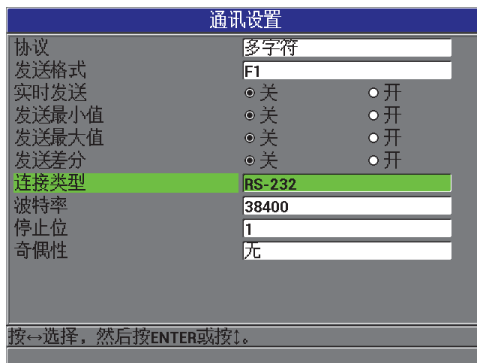 通讯设置
协议 多字符
发送格式 F1
实时发送 关 开
发送最小值 关 开
发送最大值 关 开
发送差分 关 开
连接类型 RS-232
波特率 38400
停止位 1
奇偶性 无
按↔选择，然后按ENTER或按↕。